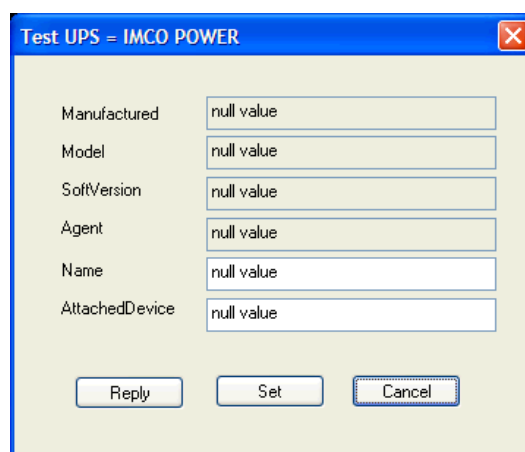 Test UPS = IMCO POWER
Manufactured null value
Model null value
SoftVersion null value
Agent null value
Name null value
AttachedDevice null value
Reply Set Cancel